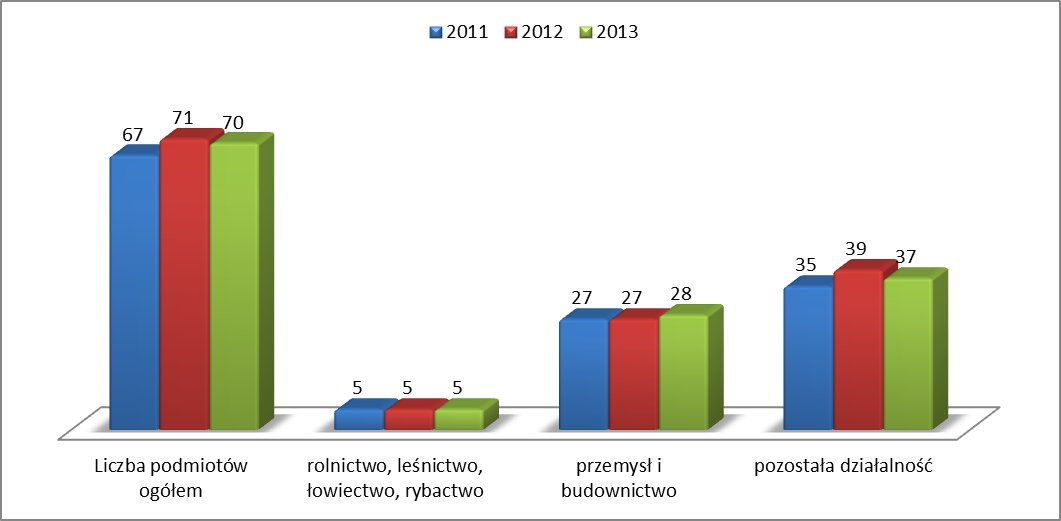 2011 2012 2013
67 71 70
5 5 5
27 27 28
35 39 37
Liczba podmiotów
ogółem
rolnictwo, leśnictwo,
łowiectwo, rybactwo
przemysł i
budownictwo
pozostała działalność